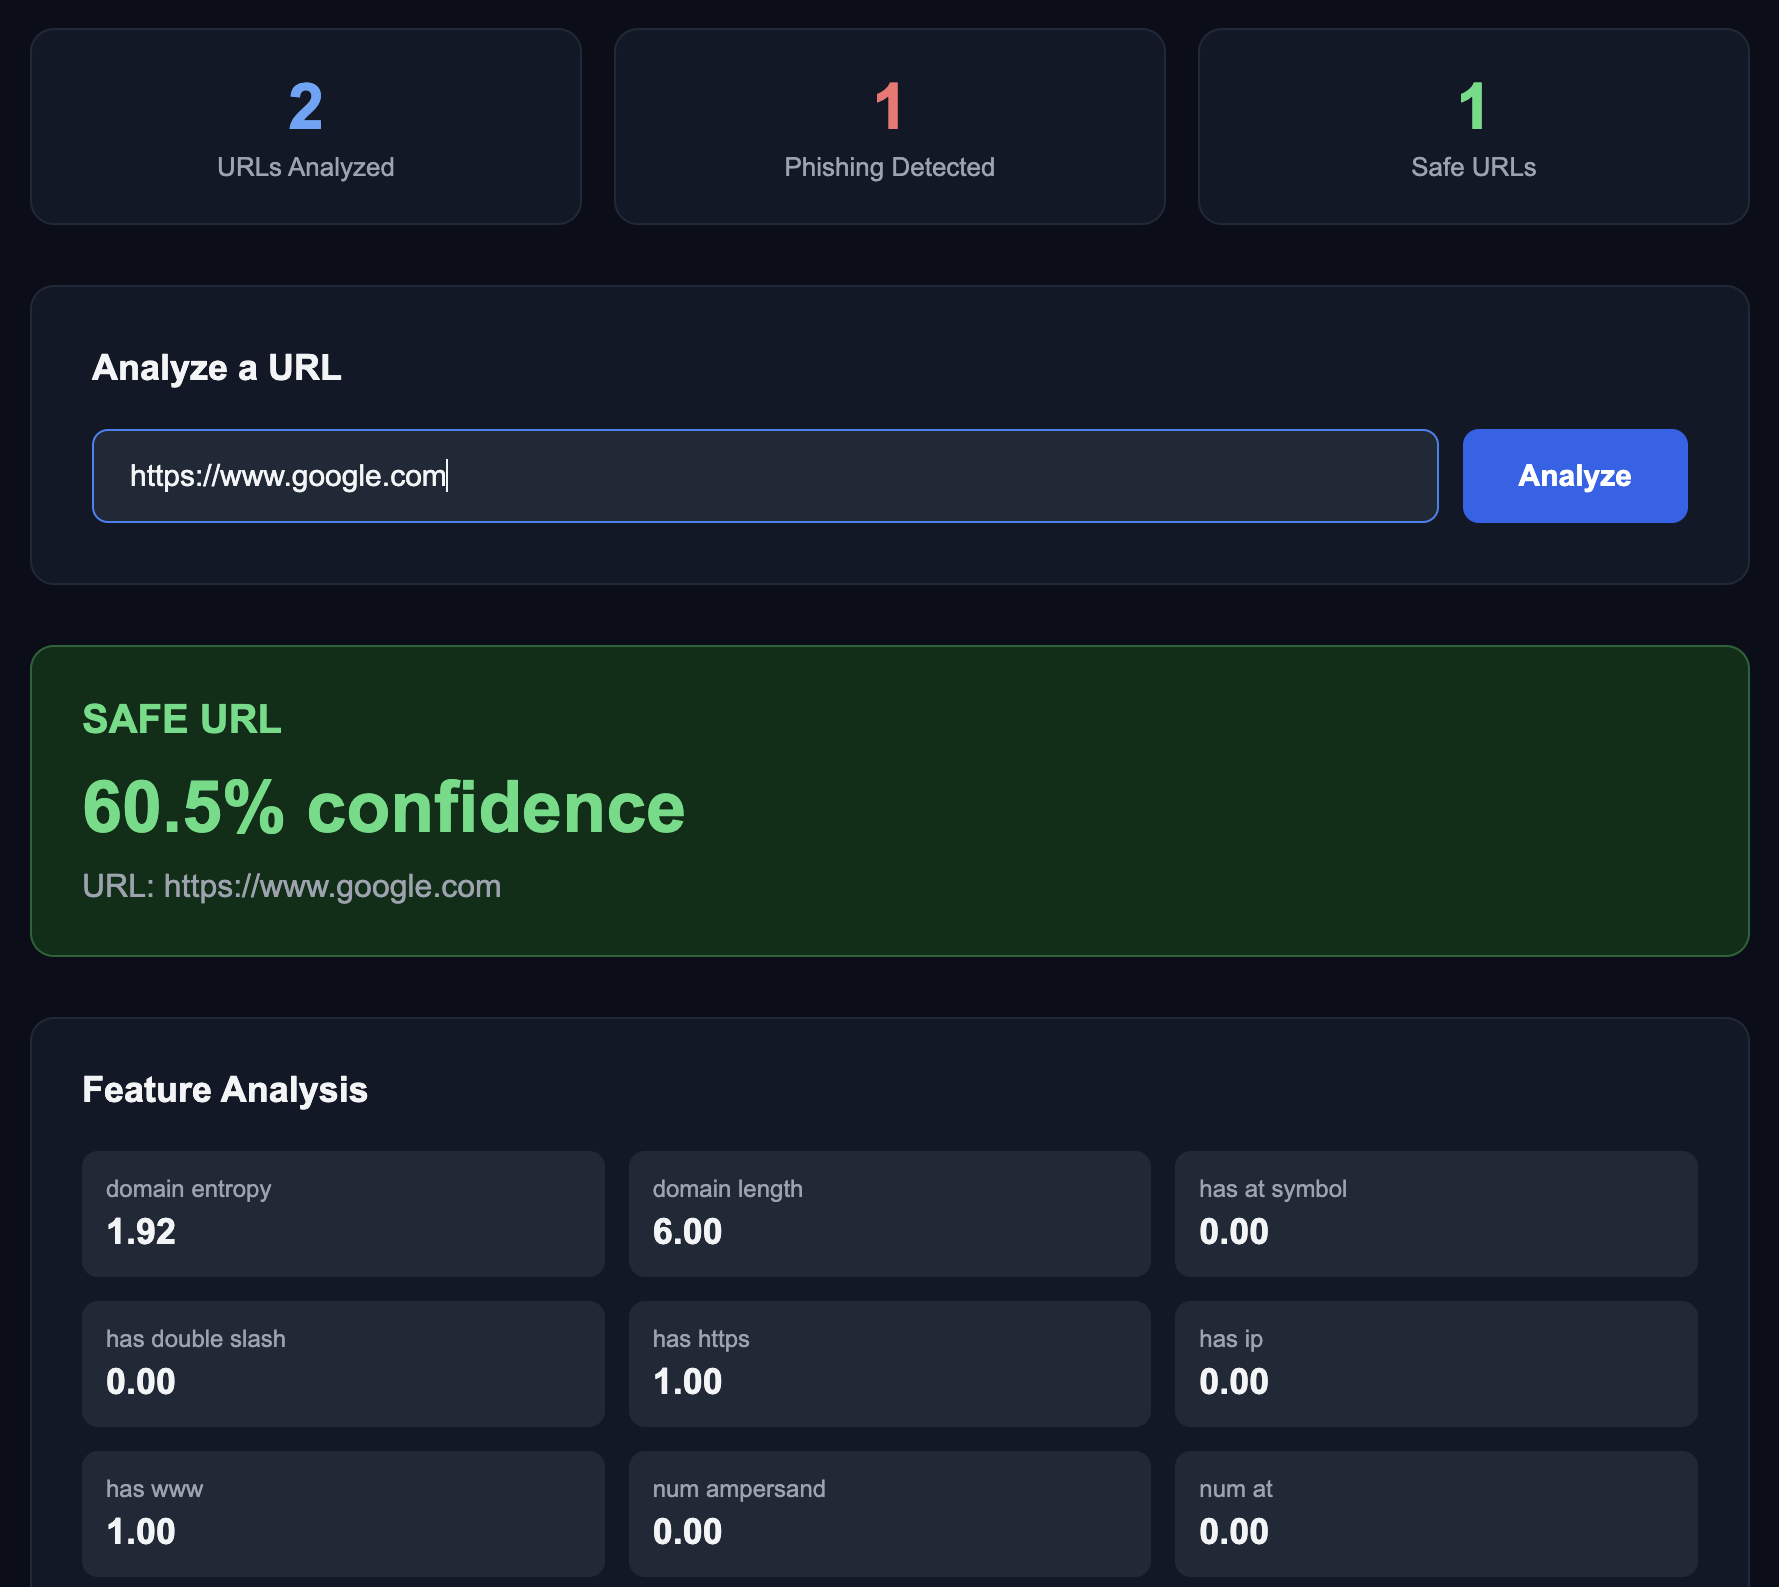 2
URLs Analyzed
1
Phishing Detected
1
Safe URLs
Analyze a URL
https://www.google.com
Analyze
SAFE URL
60.5% confidence
URL: https://www.google.com
Feature Analysis
domain entropy
1.92
domain length
6.00
has at symbol
0.00
has double slash
0.00
has https
1.00
has ip
0.00
has www
1.00
num ampersand
0.00
num at
0.00